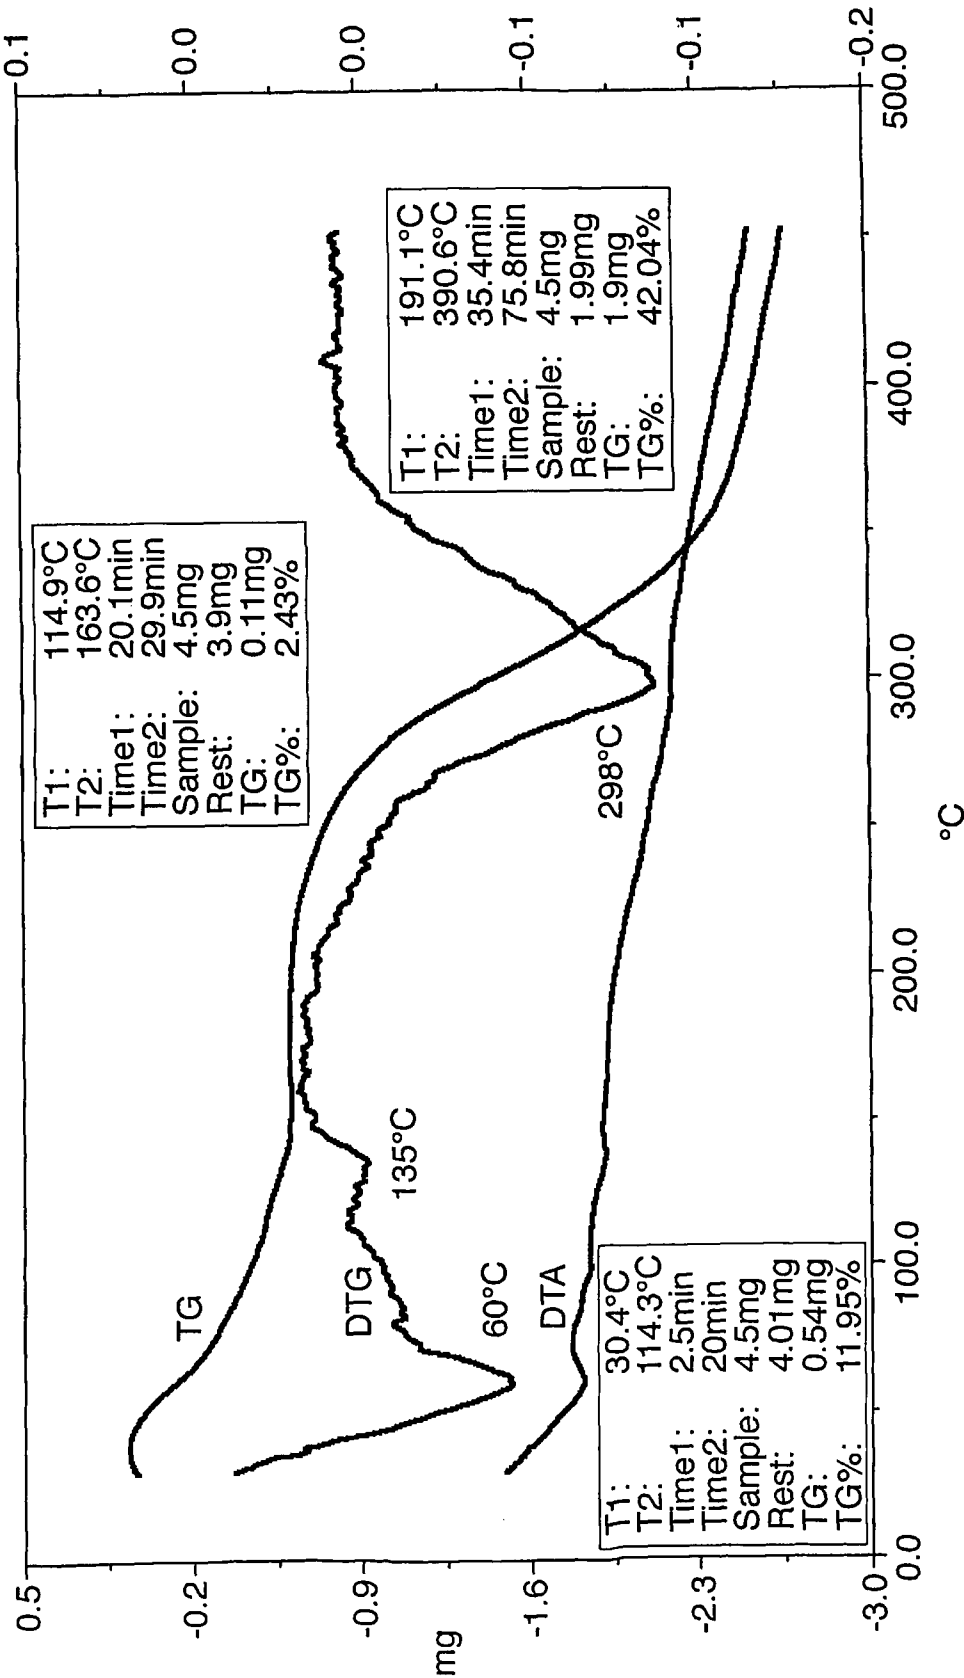 0.5
-0.2
-0.9
-1.6
-2.3
-3.0
mg
0.1
0.0
0.0
-0.1
-0.1
-0.2
0.0
100.0
200.0
300.0
400.0
500.0
°C
TG
DTG
DTA
60°C
135°C
298°C
T1: 114.9°C
T2: 163.6°C
Time1: 20.1min
Time2: 29.9min
Sample: 4.5mg
Rest: 3.9mg
TG: 0.11mg
TG%: 2.43%
T1: 191.1°C
T2: 390.6°C
Time1: 35.4min
Time2: 75.8min
Sample: 4.5mg
Rest: 1.99mg
TG: 1.9mg
TG%: 42.04%
T1: 30.4°C
T2: 114.3°C
Time1: 2.5min
Time2: 20min
Sample: 4.5mg
Rest: 4.01mg
TG: 0.54mg
TG%: 11.95%